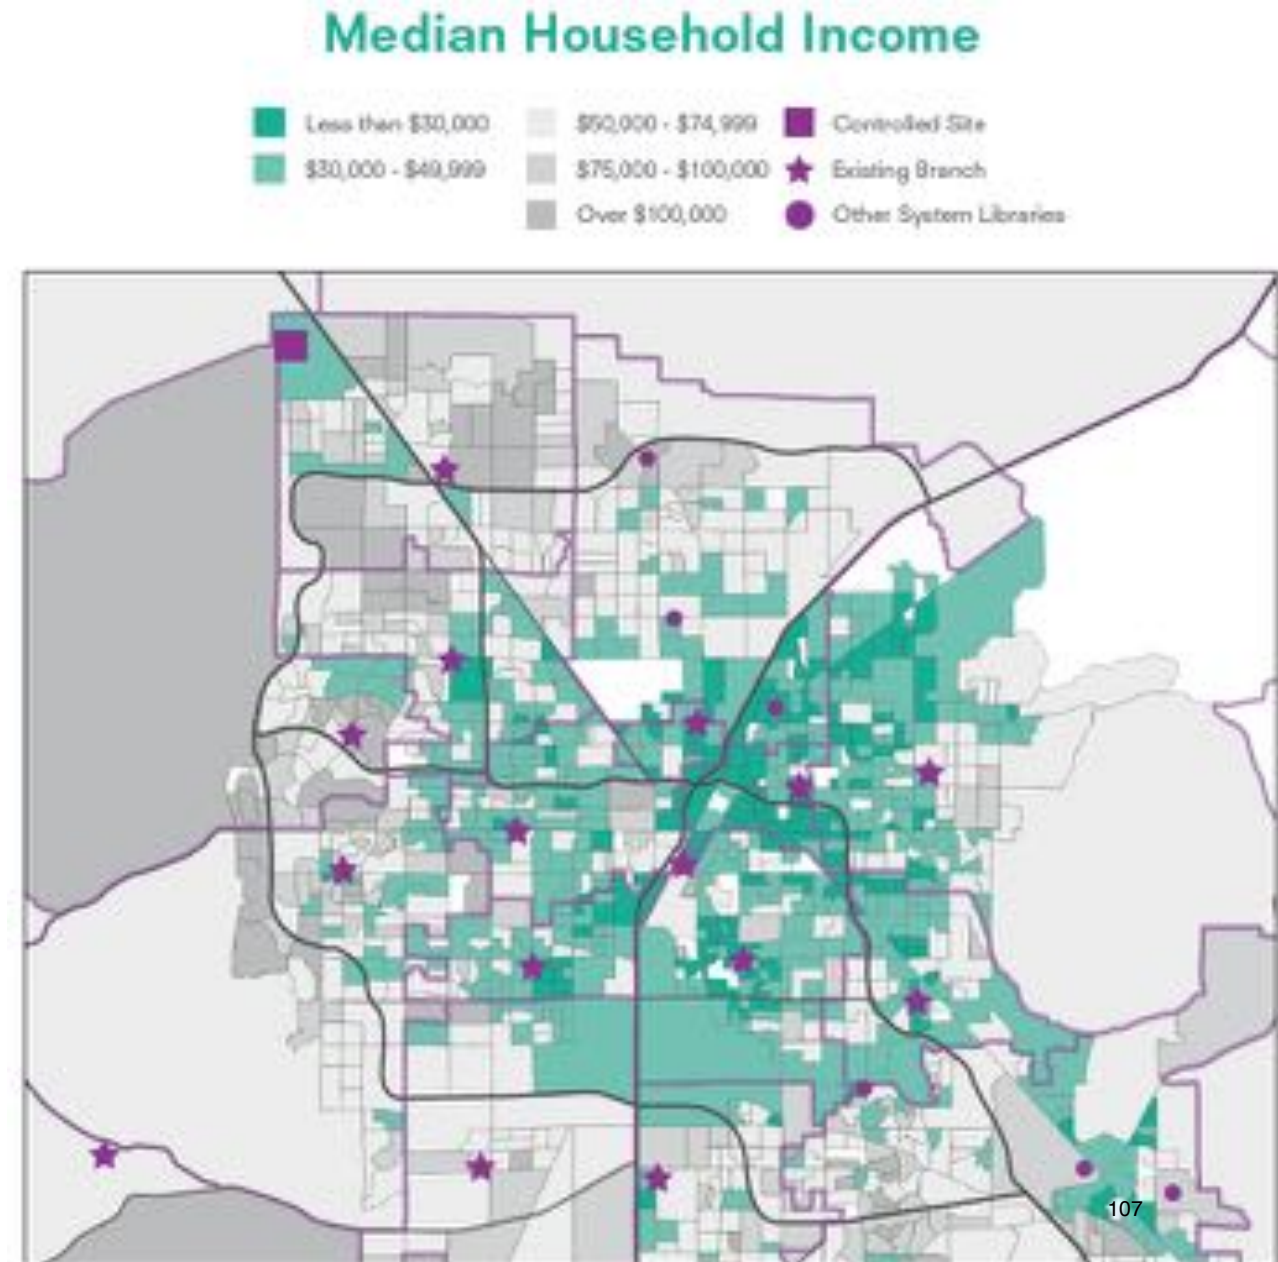 Median Household Income
Less than $30,000
$30,000 - $49,999
$50,000 - $74,999
$75,000 - $100,000
Over $100,000
Controlled Site
Existing Branch
Other System Libraries
107